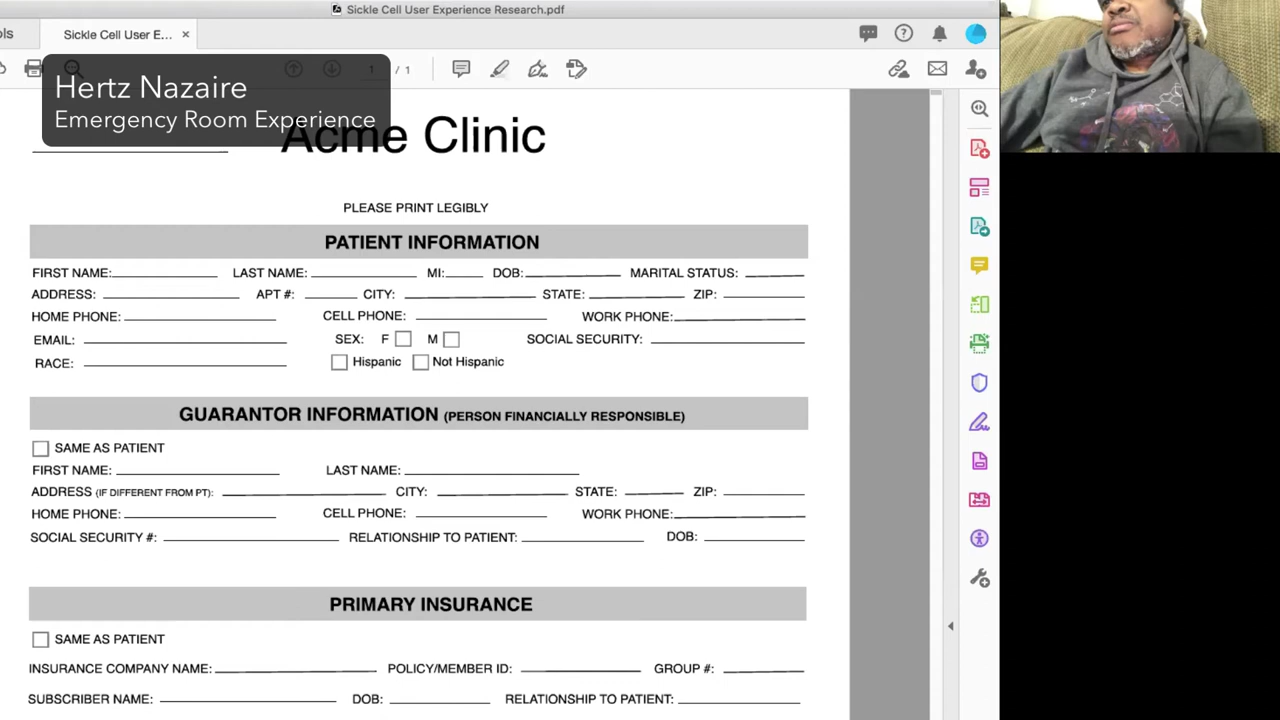 Sickle Cell User Experience Research.pdf
ols
Sickle Cell User E... ×
1 / 1
Hertz Nazaire
Emergency Room Experience
Acme Clinic
PLEASE PRINT LEGIBLY
PATIENT INFORMATION
FIRST NAME: LAST NAME: MI: DOB: MARITAL STATUS:
ADDRESS: APT #: CITY: STATE: ZIP:
HOME PHONE: CELL PHONE: WORK PHONE:
EMAIL: SEX: F M SOCIAL SECURITY:
RACE: Hispanic Not Hispanic
GUARANTOR INFORMATION (PERSON FINANCIALLY RESPONSIBLE)
SAME AS PATIENT
FIRST NAME: LAST NAME:
ADDRESS (IF DIFFERENT FROM PT): CITY: STATE: ZIP:
HOME PHONE: CELL PHONE: WORK PHONE:
SOCIAL SECURITY #: RELATIONSHIP TO PATIENT: DOB:
PRIMARY INSURANCE
SAME AS PATIENT
INSURANCE COMPANY NAME: POLICY/MEMBER ID: GROUP #:
SUBSCRIBER NAME: DOB: RELATIONSHIP TO PATIENT: